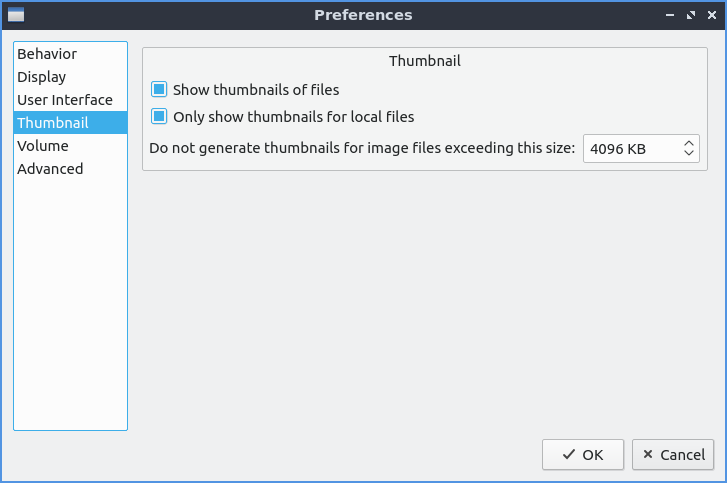 Preferences
Behavior
Display
User Interface
Thumbnail
Volume
Advanced
Thumbnail
Show thumbnails of files
Only show thumbnails for local files
Do not generate thumbnails for image files exceeding this size: 4096 KB
OK Cancel